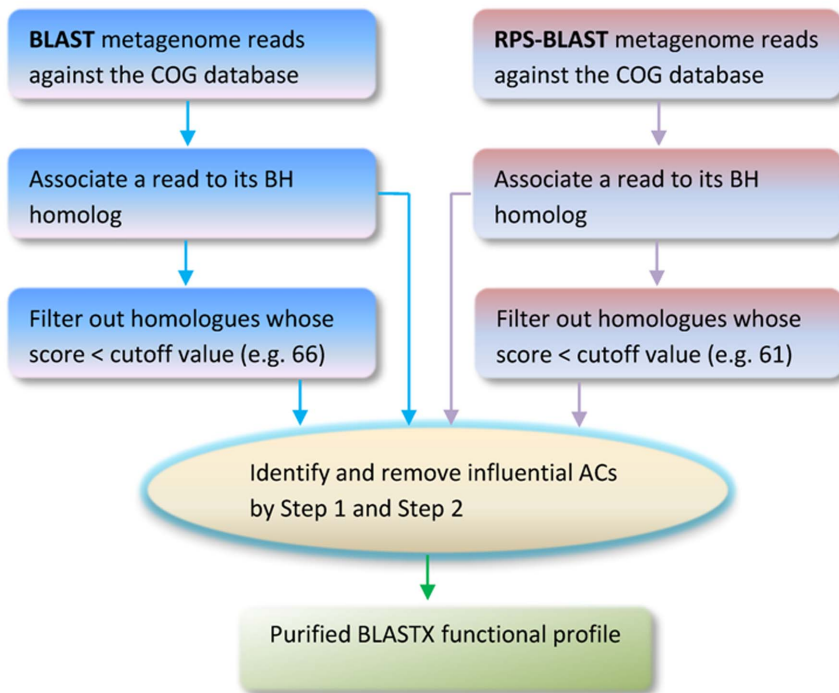 BLAST metagenome reads
against the COG database
RPS-BLAST metagenome reads
against the COG database
Associate a read to its BH
homolog
Associate a read to its BH
homolog
Filter out homologues whose
score < cutoff value (e.g. 66)
Filter out homologues whose
score < cutoff value (e.g. 61)
Identify and remove influential ACs
by Step 1 and Step 2
Purified BLASTX functional profile